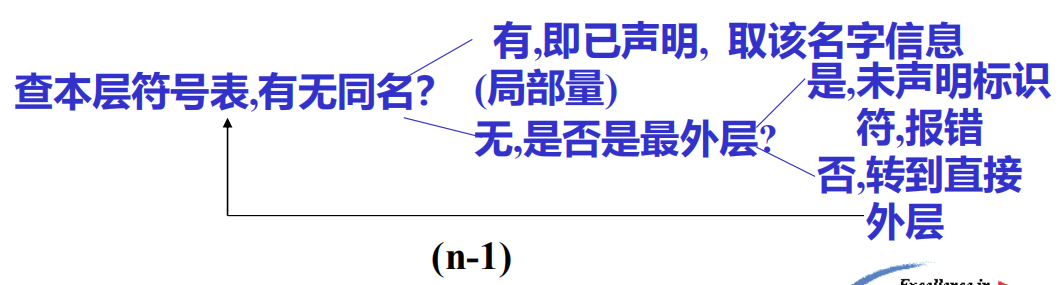 查本层符号表,有无同名?
有,即已声明, 取该名字信息
(局部量)
无,是否是最外层?
是,未声明标识
符,报错
否,转到直接
外层
(n-1)
Excellence in